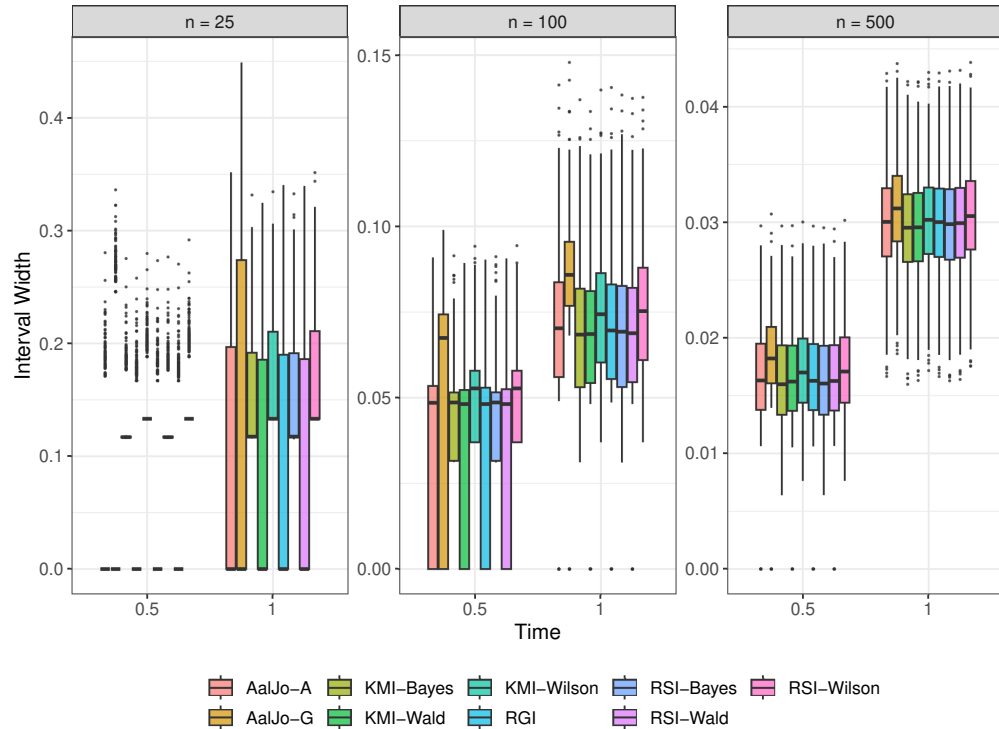 n = 25 n = 100 n = 500
Interval Width
0.4
0.3
0.2
0.1
0.0
0.15
0.10
0.05
0.00
0.04
0.03
0.02
0.01
0.00
0.5 1 0.5 1 0.5 1
Time
AalJo−A KMI−Bayes KMI−Wilson RSI−Bayes RSI−Wilson
AalJo−G KMI−Wald RGI RSI−Wald